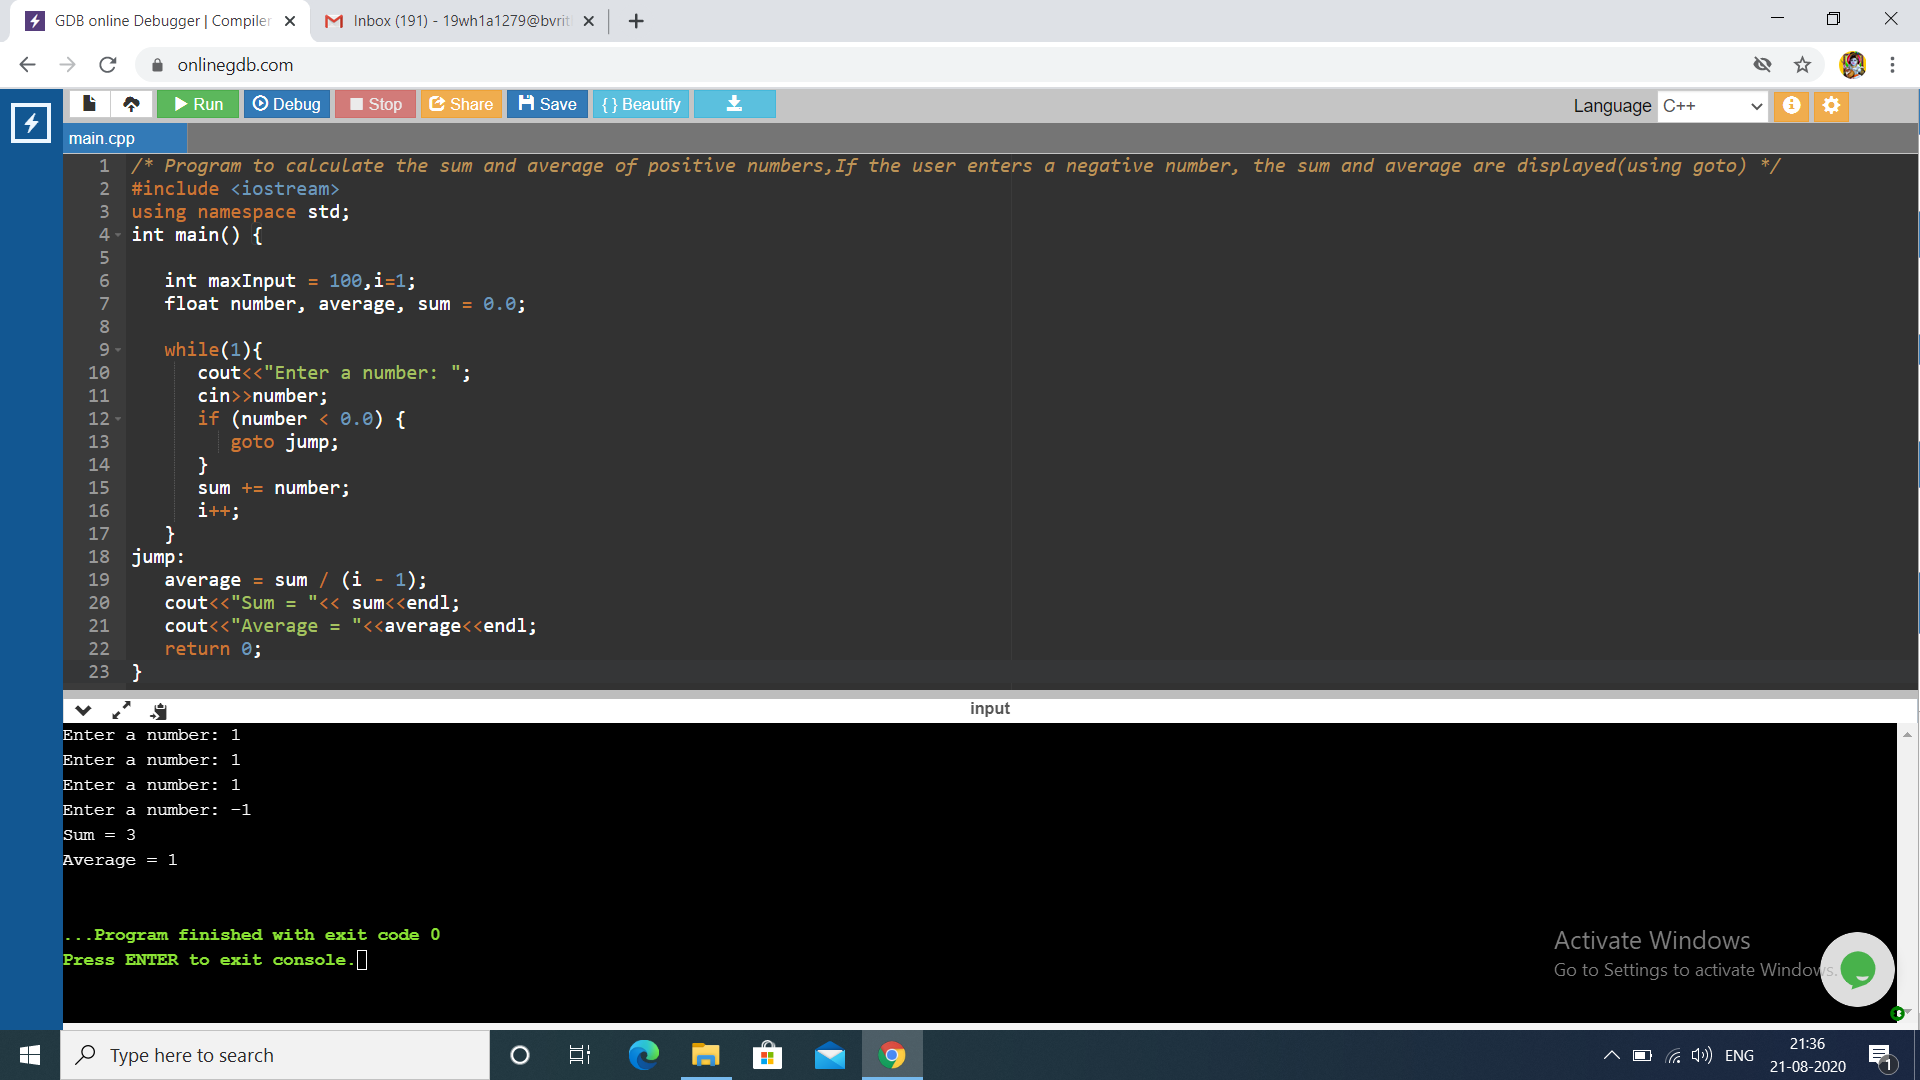 GDB online Debugger | Compiler
Inbox (191) - 19wh1a1279@bvrit
onlinegdb.com
Run Debug Stop Share Save { } Beautify
Language C++
main.cpp
1 /* Program to calculate the sum and average of positive numbers,If the user enters a negative number, the sum and average are displayed(using goto) */
2 #include <iostream>
3 using namespace std;
4 int main() {
5
6 int maxInput = 100,i=1;
7 float number, average, sum = 0.0;
8
9 while(1){
10 cout<<"Enter a number: ";
11 cin>>number;
12 if (number < 0.0) {
13 goto jump;
14 }
15 sum += number;
16 i++;
17 }
18 jump:
19 average = sum / (i - 1);
20 cout<<"Sum = "<< sum<<endl;
21 cout<<"Average = "<<average<<endl;
22 return 0;
23 }
input
Enter a number: 1
Enter a number: 1
Enter a number: 1
Enter a number: -1
Sum = 3
Average = 1
...Program finished with exit code 0
Press ENTER to exit console.
Activate Windows
Go to Settings to activate Windows.
Type here to search
ENG
21:36
21-08-2020
1